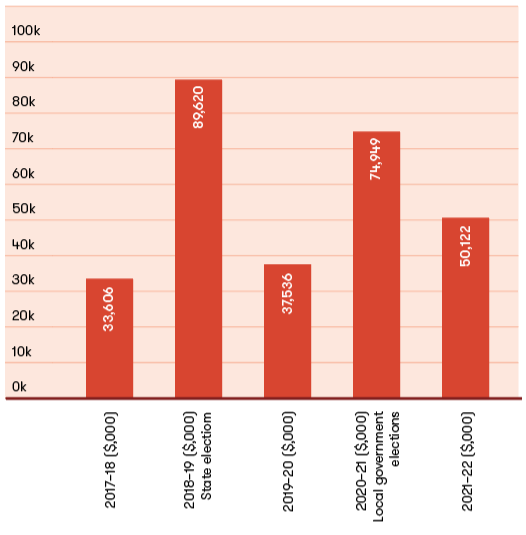 100k
90k
80k
70k
60k
50k
40k
30k
20k
10k
0k
33,606
89,620
37,536
74,949
50,122
2017-18 ($,000)
2018-19 ($,000)
State election
2019-20 ($,000)
2020-21 ($,000)
Local government
elections
2021-22 ($,000)